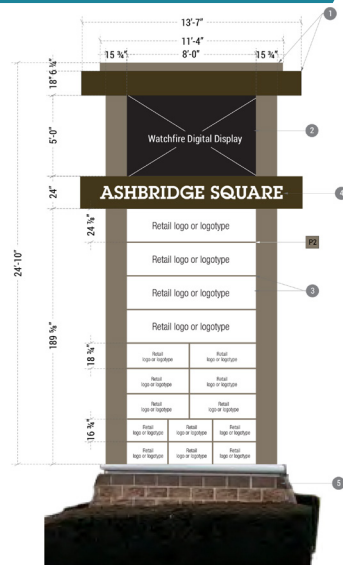 13'-7"
1
11'-4"
15 ¾"
8'-0"
15 ¾"
6 ¾"
18"
5'-0"
Watchfire Digital Display
2
24"
ASHBRIDGE SQUARE
4
24 ⅞"
Retail logo or logotype
P2
Retail logo or logotype
24'-10"
Retail logo or logotype
3
189 ⅝"
Retail logo or logotype
18 ¾"
Retail
logo or logotype
Retail
logo or logotype
Retail
logo or logotype
Retail
logo or logotype
Retail
logo or logotype
Retail
logo or logotype
16 ¾"
Retail
logo or logotype
Retail
logo or logotype
Retail
logo or logotype
Retail
logo or logotype
Retail
logo or logotype
Retail
logo or logotype
5